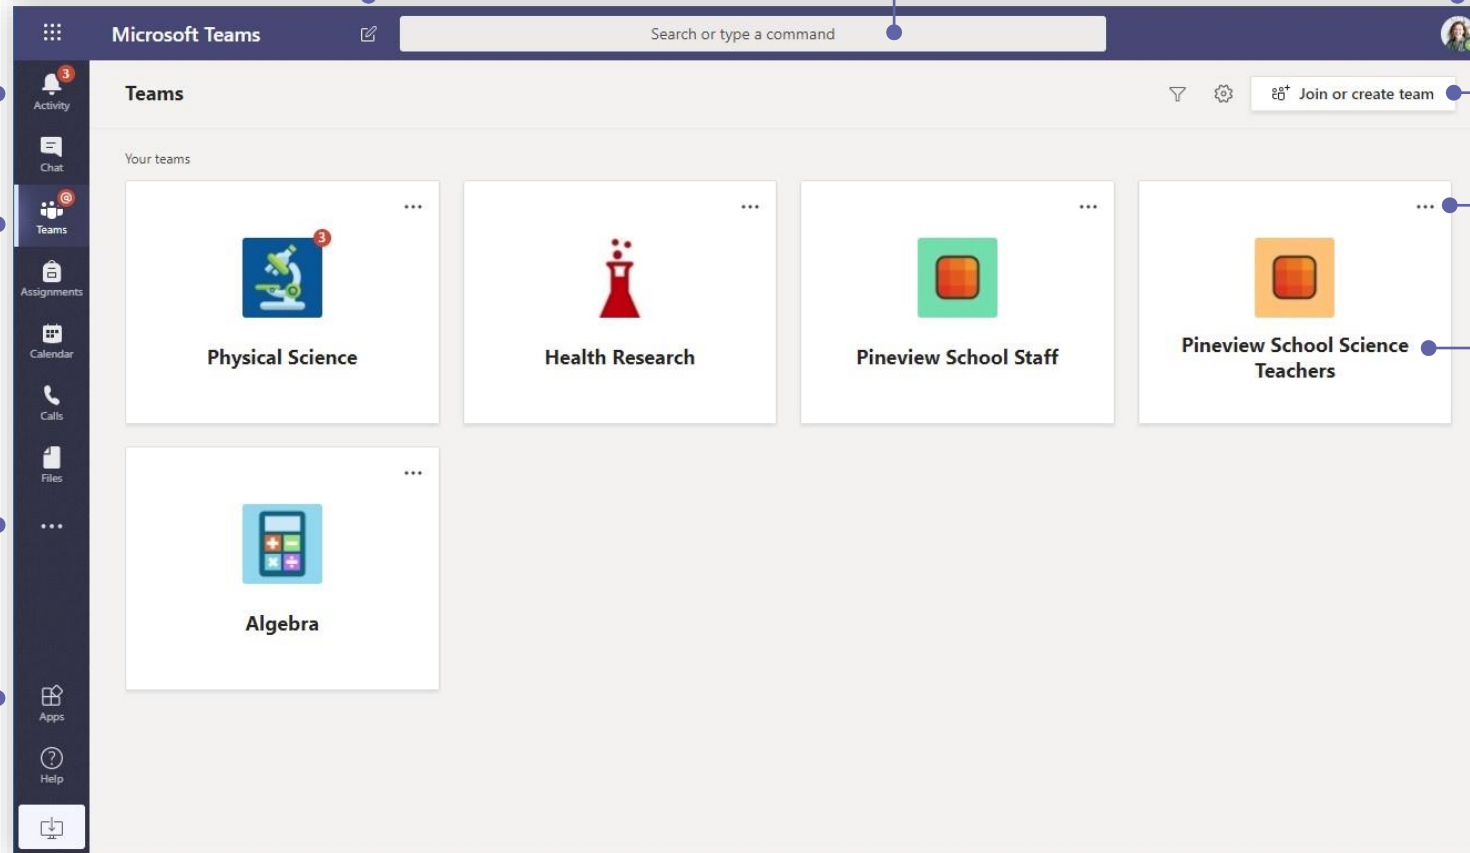 Microsoft Teams
Search or type a command
3
Activity
Chat
@
Teams
Assignments
Calendar
Calls
Files
Apps
Help
Teams
Join or create team
Your teams
3
Physical Science
Health Research
Pineview School Staff
Pineview School Science
Teachers
Algebra